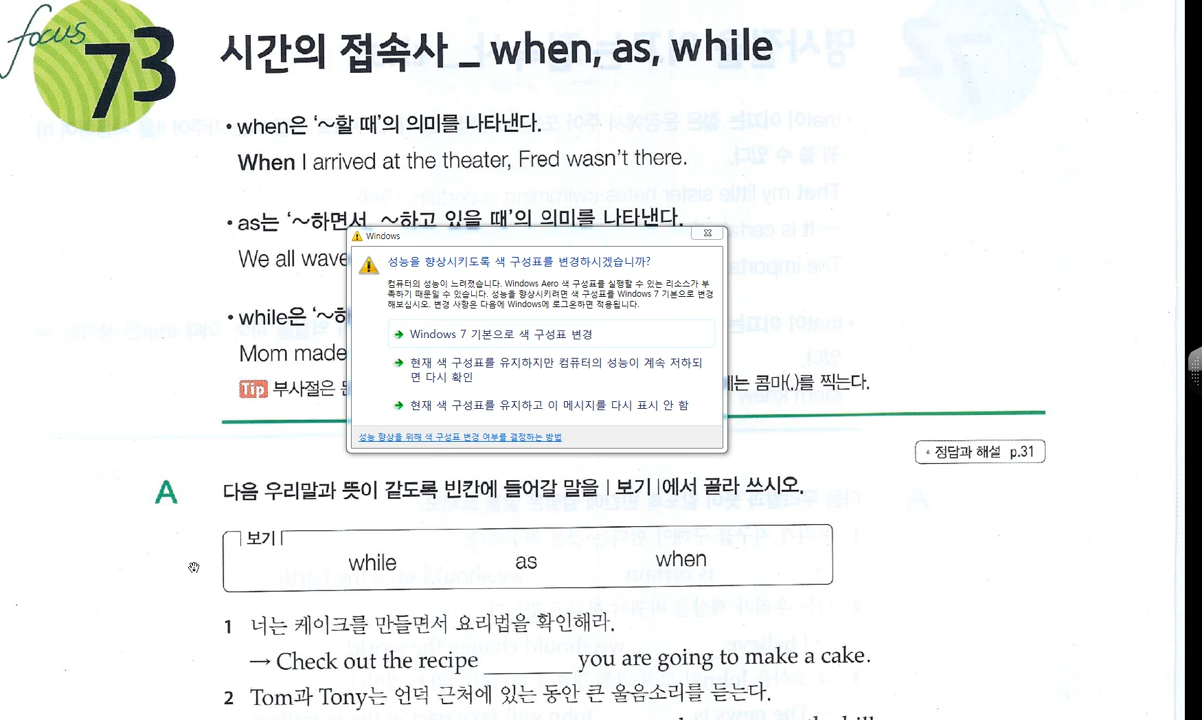 focus
73
시간의 접속사 _ when, as, while
• when은 '~할 때'의 의미를 나타낸다.
When I arrived at the theater, Fred wasn't there.
• as는 '~하면서, ~하고 있을 때'의 의미를 나타낸다.
We all wave
Windows
성능을 향상시키도록 색 구성표를 변경하시겠습니까?
컴퓨터의 성능이 느려졌습니다. Windows Aero 색 구성표를 실행할 수 있는 리소스가 부
족하기 때문일 수 있습니다. 성능을 향상시키려면 색 구성표를 Windows 7 기본으로 변경
해보십시오. 변경 사항은 다음에 Windows에 로그온하면 적용됩니다.
Windows 7 기본으로 색 구성표 변경
현재 색 구성표를 유지하지만 컴퓨터의 성능이 계속 저하되
면 다시 확인
현재 색 구성표를 유지하고 이 메시지를 다시 표시 안 함
성능 향상을 위해 색 구성표 변경 여부를 결정하는 방법
• while은 '~하
Mom made
Tip 부사절은 는 콤마(,)를 찍는다.
정답과 해설 p.31
A 다음 우리말과 뜻이 같도록 빈칸에 들어갈 말을 |보기|에서 골라 쓰시오.
보기
while as when
1 너는 케이크를 만들면서 요리법을 확인해라.
→ Check out the recipe ________ you are going to make a cake.
2 Tom과 Tony는 언덕 근처에 있는 동안 큰 울음소리를 듣는다.